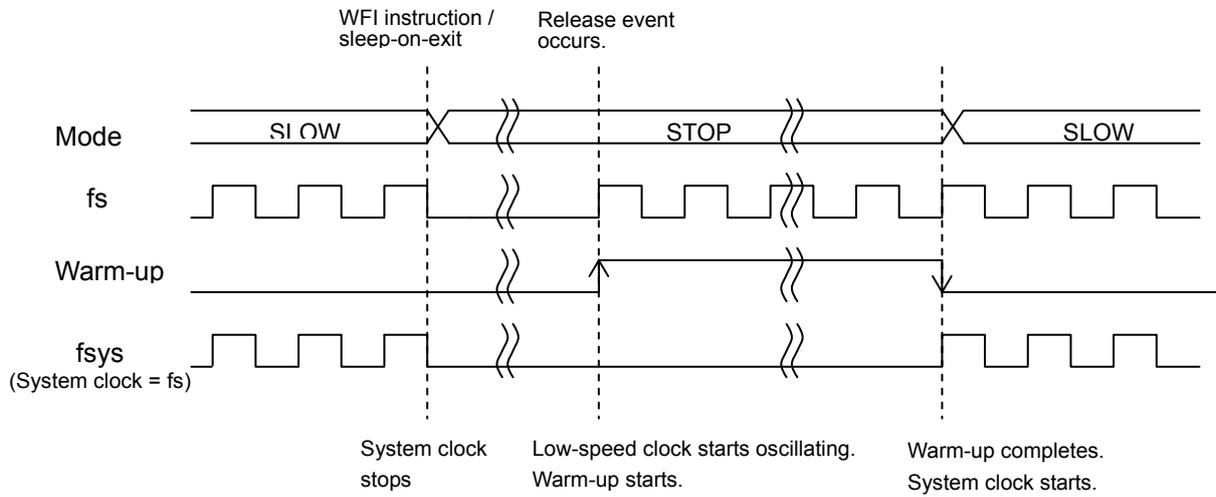 WFI instruction /
sleep-on-exit
Release event
occurs.
Mode
SLOW
STOP
SLOW
fs
Warm-up
fsys
(System clock = fs)
System clock
stops
Low-speed clock starts oscillating.
Warm-up starts.
Warm-up completes.
System clock starts.